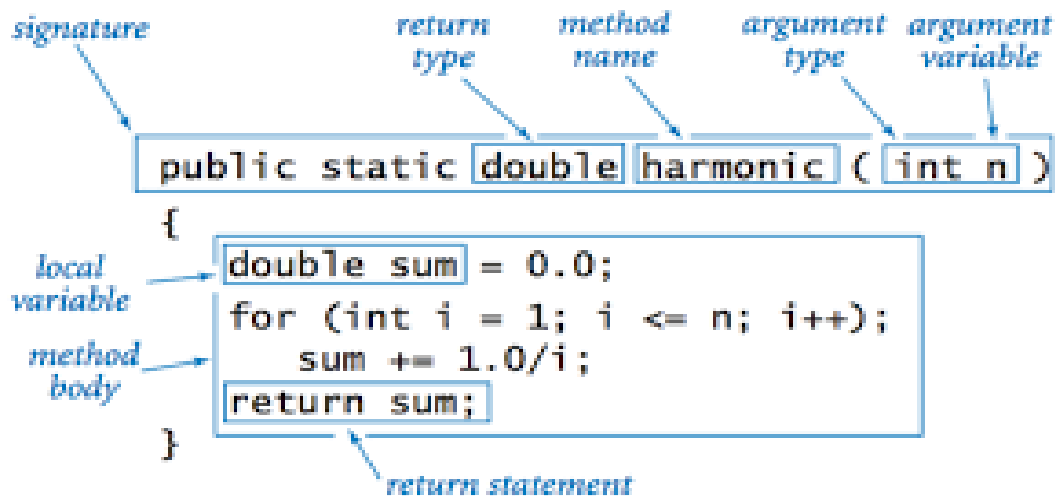 signature
return type
method name
argument type
argument variable
public static double harmonic ( int n )
{
local variable
double sum = 0.0;
for (int i = 1; i <= n; i++);
method body
sum += 1.0/i;
return sum;
}
return statement